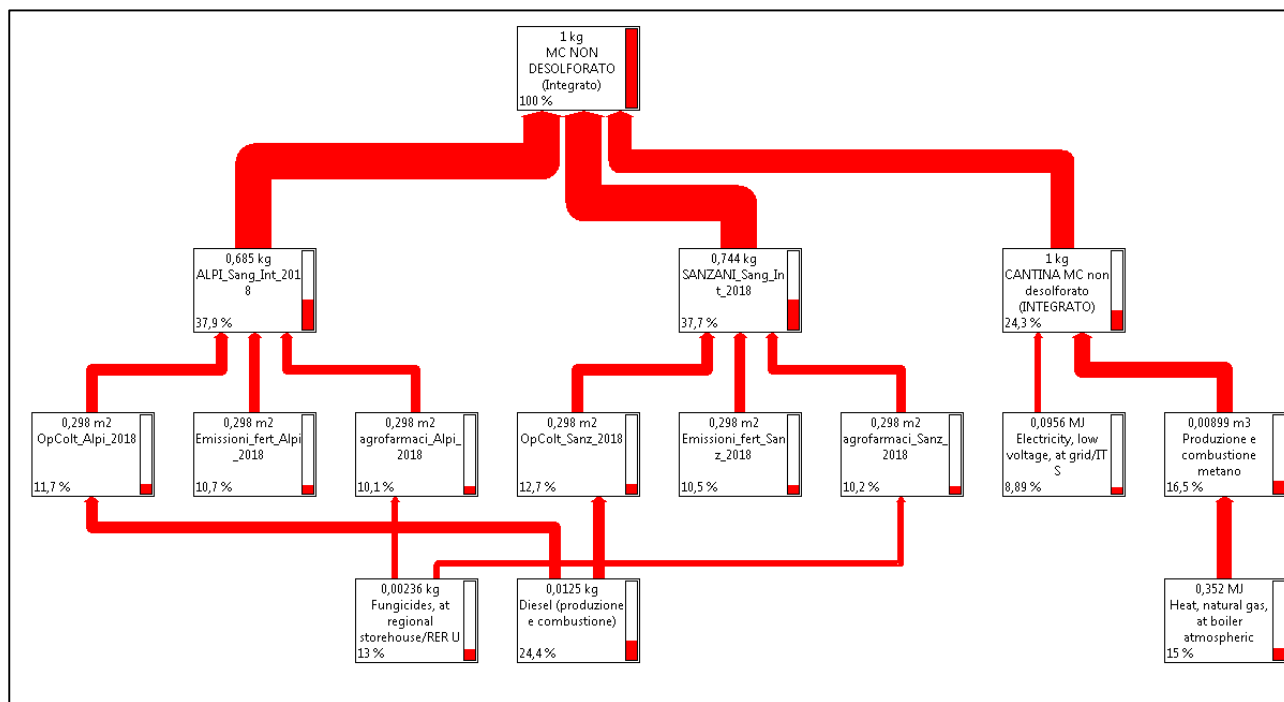 1 kg
MC NON
DESOLFORATO
(Integrato)
100 %
0,685 kg
ALPI_Sang_Int_201
8
37,9 %
0,744 kg
SANZANI_Sang_In
t_2018
37,7 %
1 kg
CANTINA MC non
desolforato
(INTEGRATO)
24,3 %
0,298 m2
OpColt_Alpi_2018
11,7 %
0,298 m2
Emissioni_fert_Alpi
_2018
10,7 %
0,298 m2
agrofarmaci_Alpi_
2018
10,1 %
0,298 m2
OpColt_Sanz_2018
12,7 %
0,298 m2
Emissioni_fert_San
z_2018
10,5 %
0,298 m2
agrofarmaci_Sanz
_2018
10,2 %
0,0956 MJ
Electricity, low
voltage, at grid/IT
S
8,89 %
0,00899 m3
Produzione e
combustione
metano
16,5 %
0,00236 kg
Fungicides, at
regional
storehouse/RER U
13 %
0,0125 kg
Diesel (produzione
e combustione)
24,4 %
0,352 MJ
Heat, natural gas,
at boiler
atmospheric
15 %